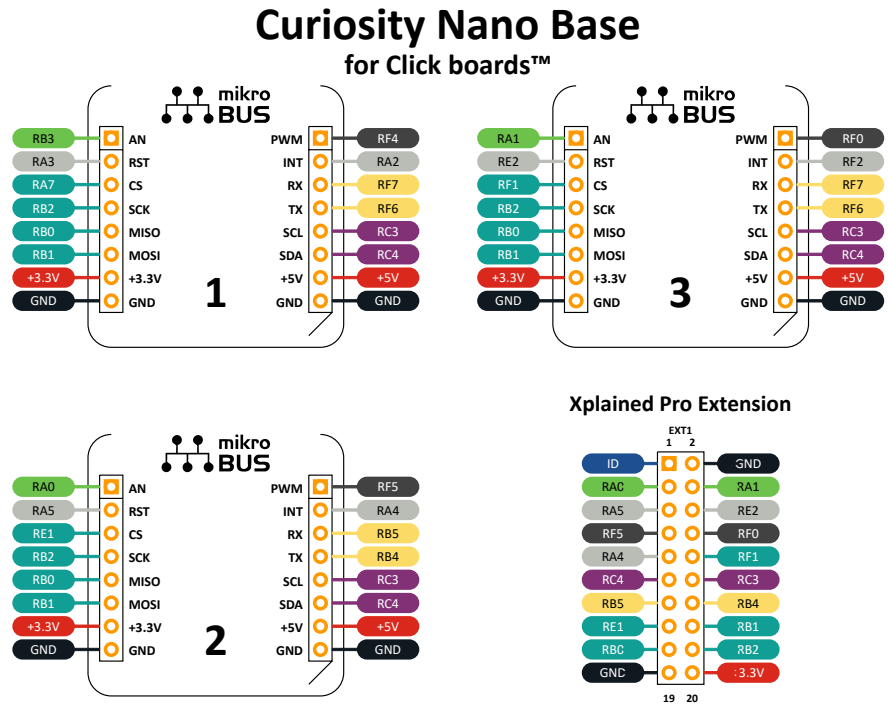 Curiosity Nano Base
for Click boards™
mikro
BUS
RB3 AN PWM RF4
RA3 RST INT RA2
RA7 CS RX RF7
RB2 SCK TX RF6
RB0 MISO SCL RC3
RB1 MOSI SDA RC4
+3.3V +3.3V +5V +5V
GND GND GND GND
1
mikro
BUS
RA1 AN PWM RF0
RE2 RST INT RF2
RF1 CS RX RF7
RB2 SCK TX RF6
RB0 MISO SCL RC3
RB1 MOSI SDA RC4
+3.3V +3.3V +5V +5V
GND GND GND GND
3
mikro
BUS
RA0 AN PWM RF5
RA5 RST INT RA4
RE1 CS RX RB5
RB2 SCK TX RB4
RB0 MISO SCL RC3
RB1 MOSI SDA RC4
+3.3V +3.3V +5V +5V
GND GND GND GND
2
Xplained Pro Extension
EXT1
1 2
ID GND
RA0 RA1
RA5 RE2
RF5 RF0
RA4 RF1
RC4 RC3
RB5 RB4
RE1 RB1
RB0 RB2
GND 3.3V
19 20